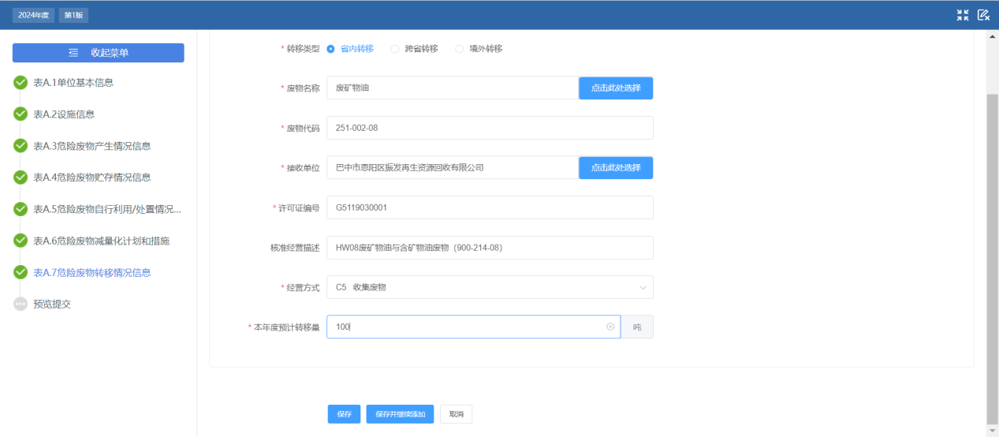 2024年度 第1版
收起菜单
表A.1单位基本信息
表A.2设施信息
表A.3危险废物产生情况信息
表A.4危险废物贮存情况信息
表A.5危险废物自行利用/处置情况...
表A.6危险废物减量化计划和措施
表A.7危险废物转移情况信息
预览提交
* 转移类型 省内转移 跨省转移 境外转移
* 废物名称 废矿物油 点击此处选择
* 废物代码 251-002-08
* 接收单位 巴中市恩阳区振发再生资源回收有限公司 点击此处选择
* 许可证编号 G5119030001
核准经营描述 HW08废矿物油与含矿物油废物（900-214-08）
* 经营方式 C5 收集废物
* 本年度预计转移量 100 吨
保存 保存并继续添加 取消